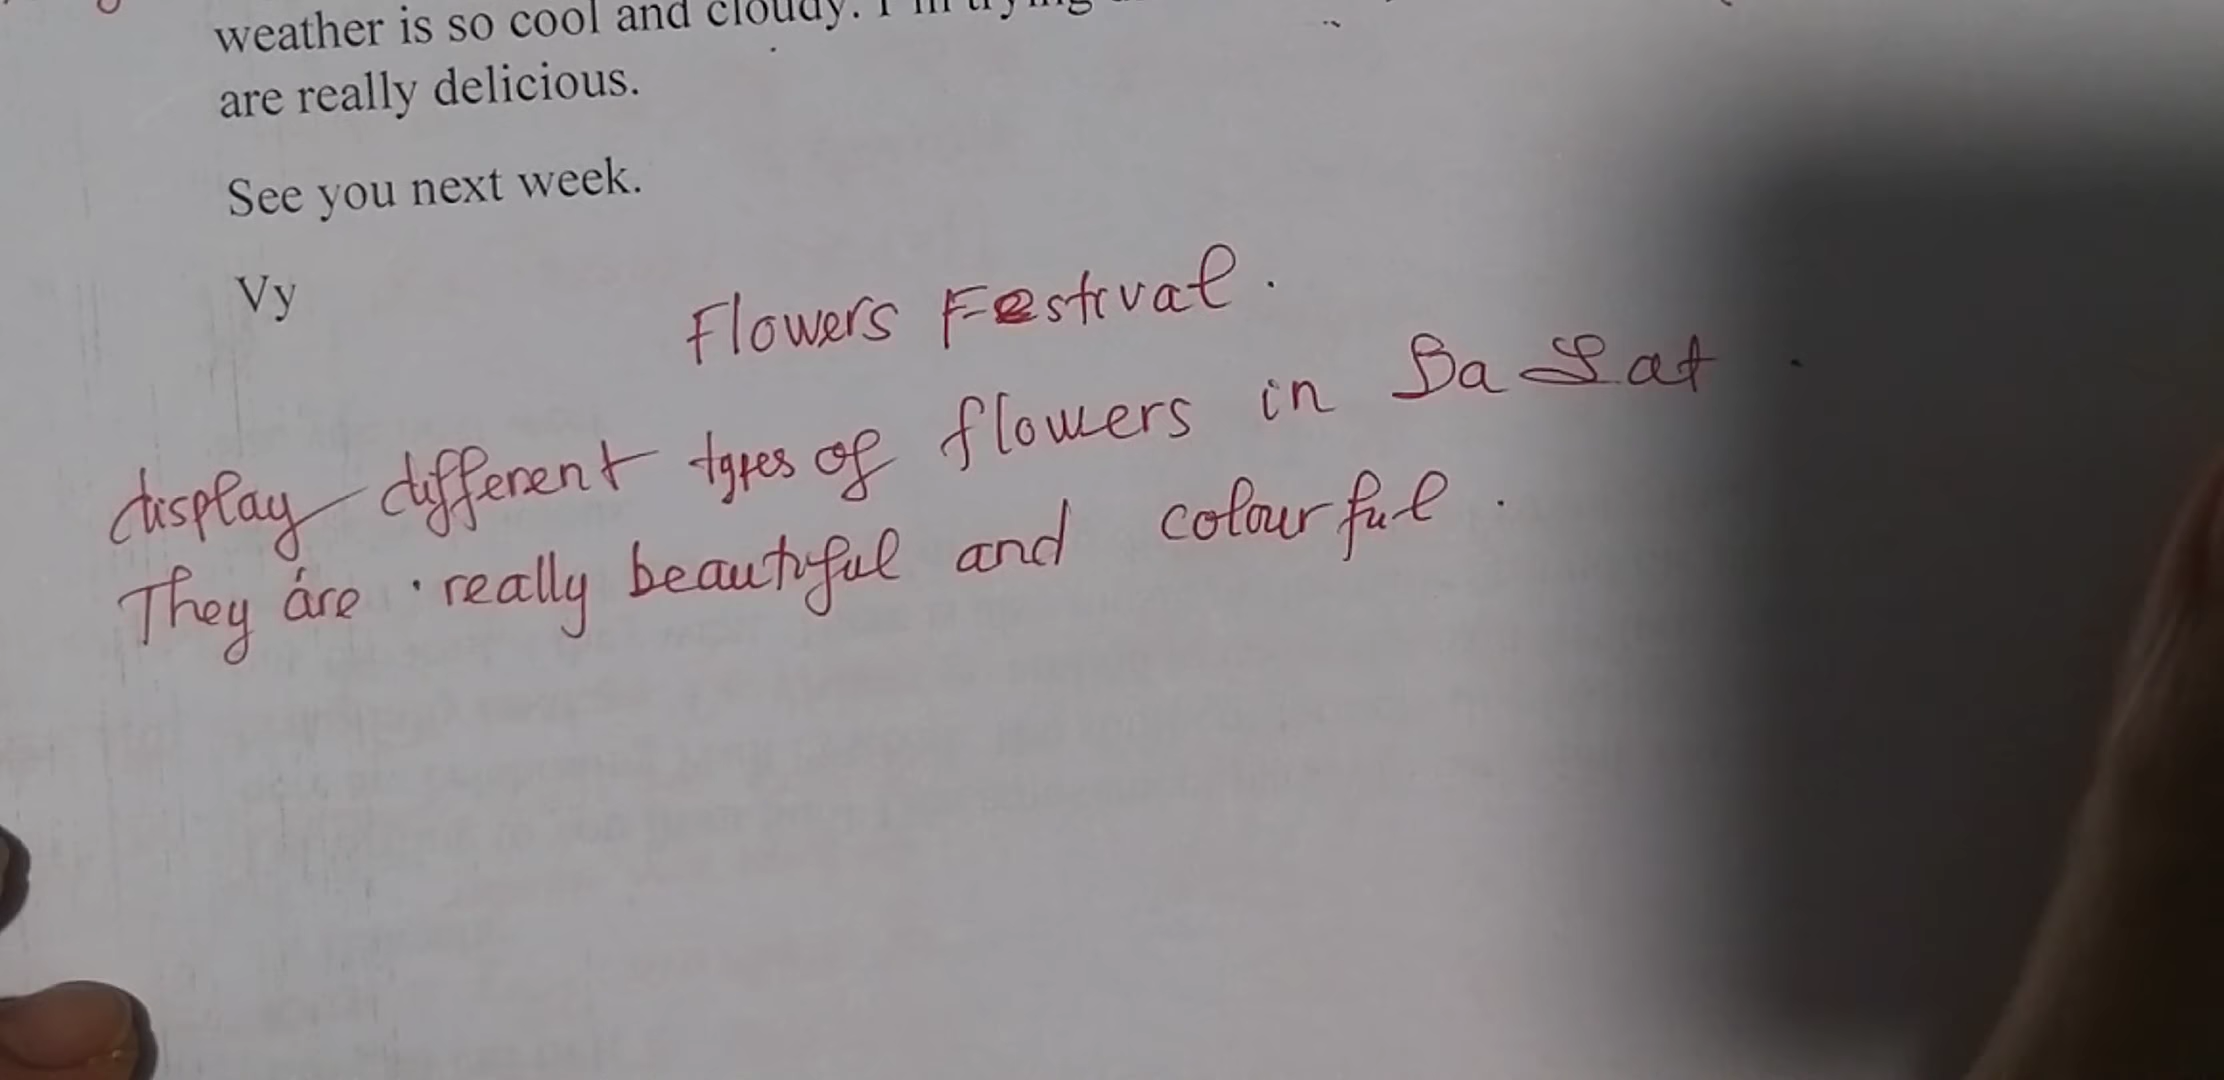 weather is so cool and cloudy. I'm trying
are really delicious.
See you next week.
Vy
Flowers Festival.
display different types of flowers in Da Lat.
They are really beautiful and colourful.